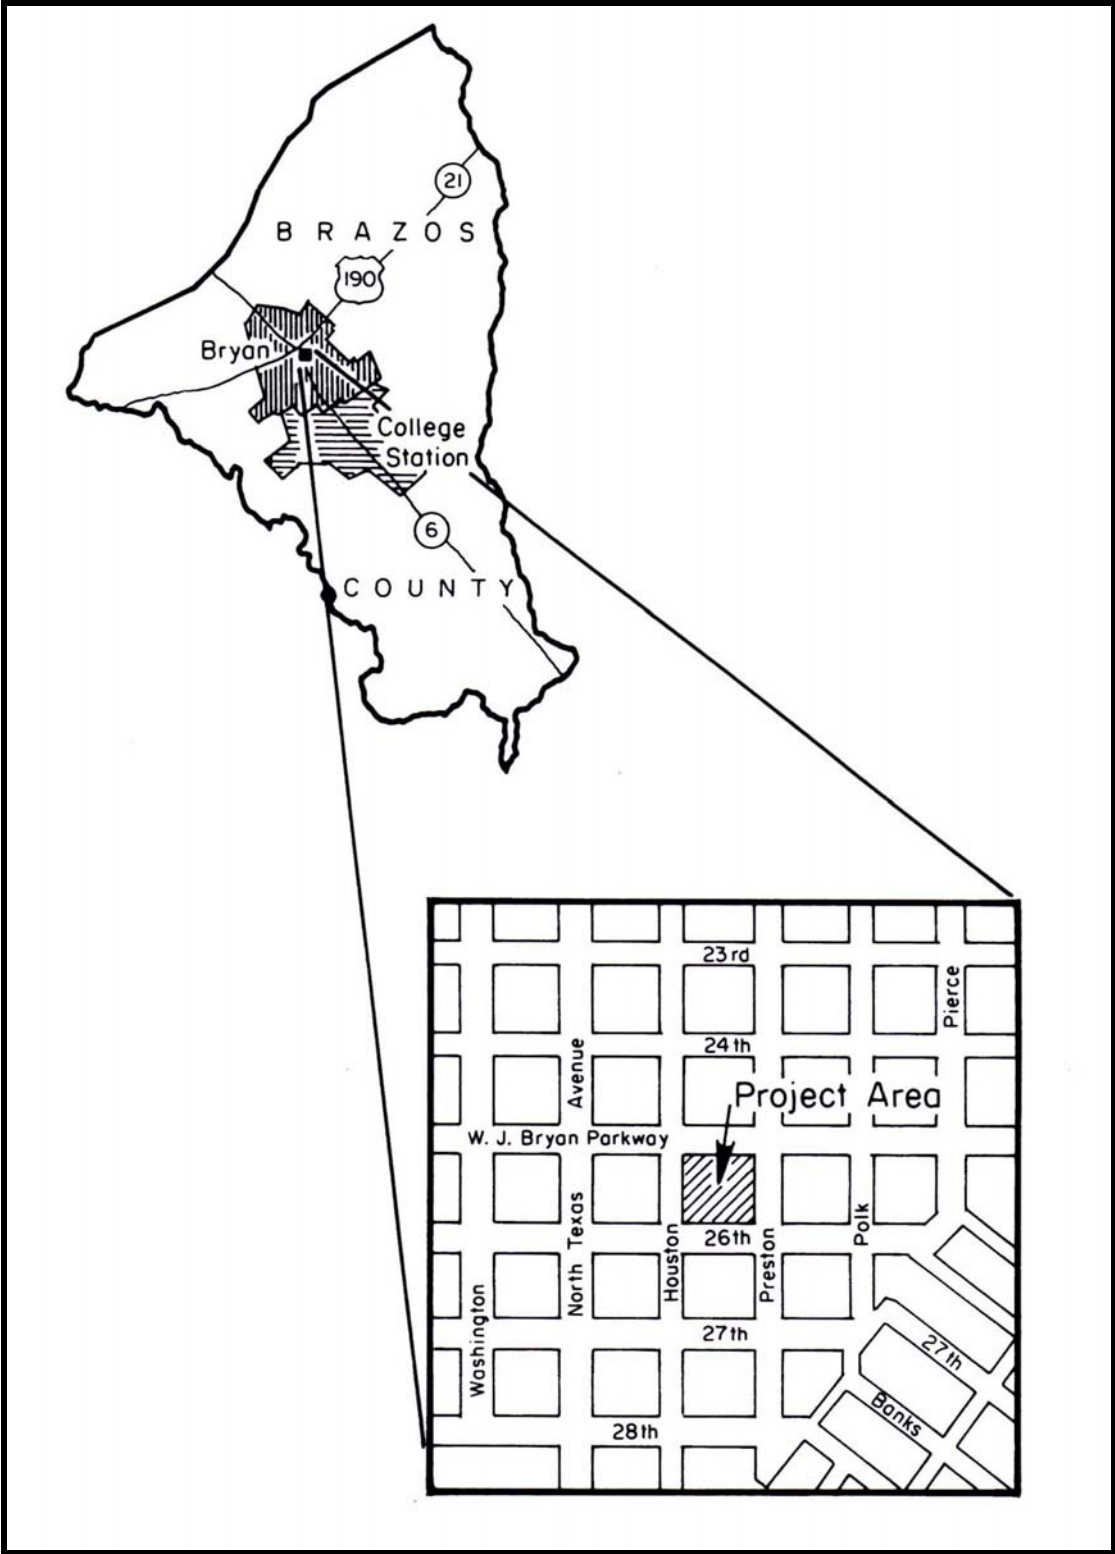 21
B R A Z O S
190
Bryan
College
Station
6
C O U N T Y
23rd
Pierce
24th
Avenue
Project Area
W. J. Bryan Parkway
North Texas
Houston
26th
Preston
Polk
Washington
27th
27th
Banks
28th